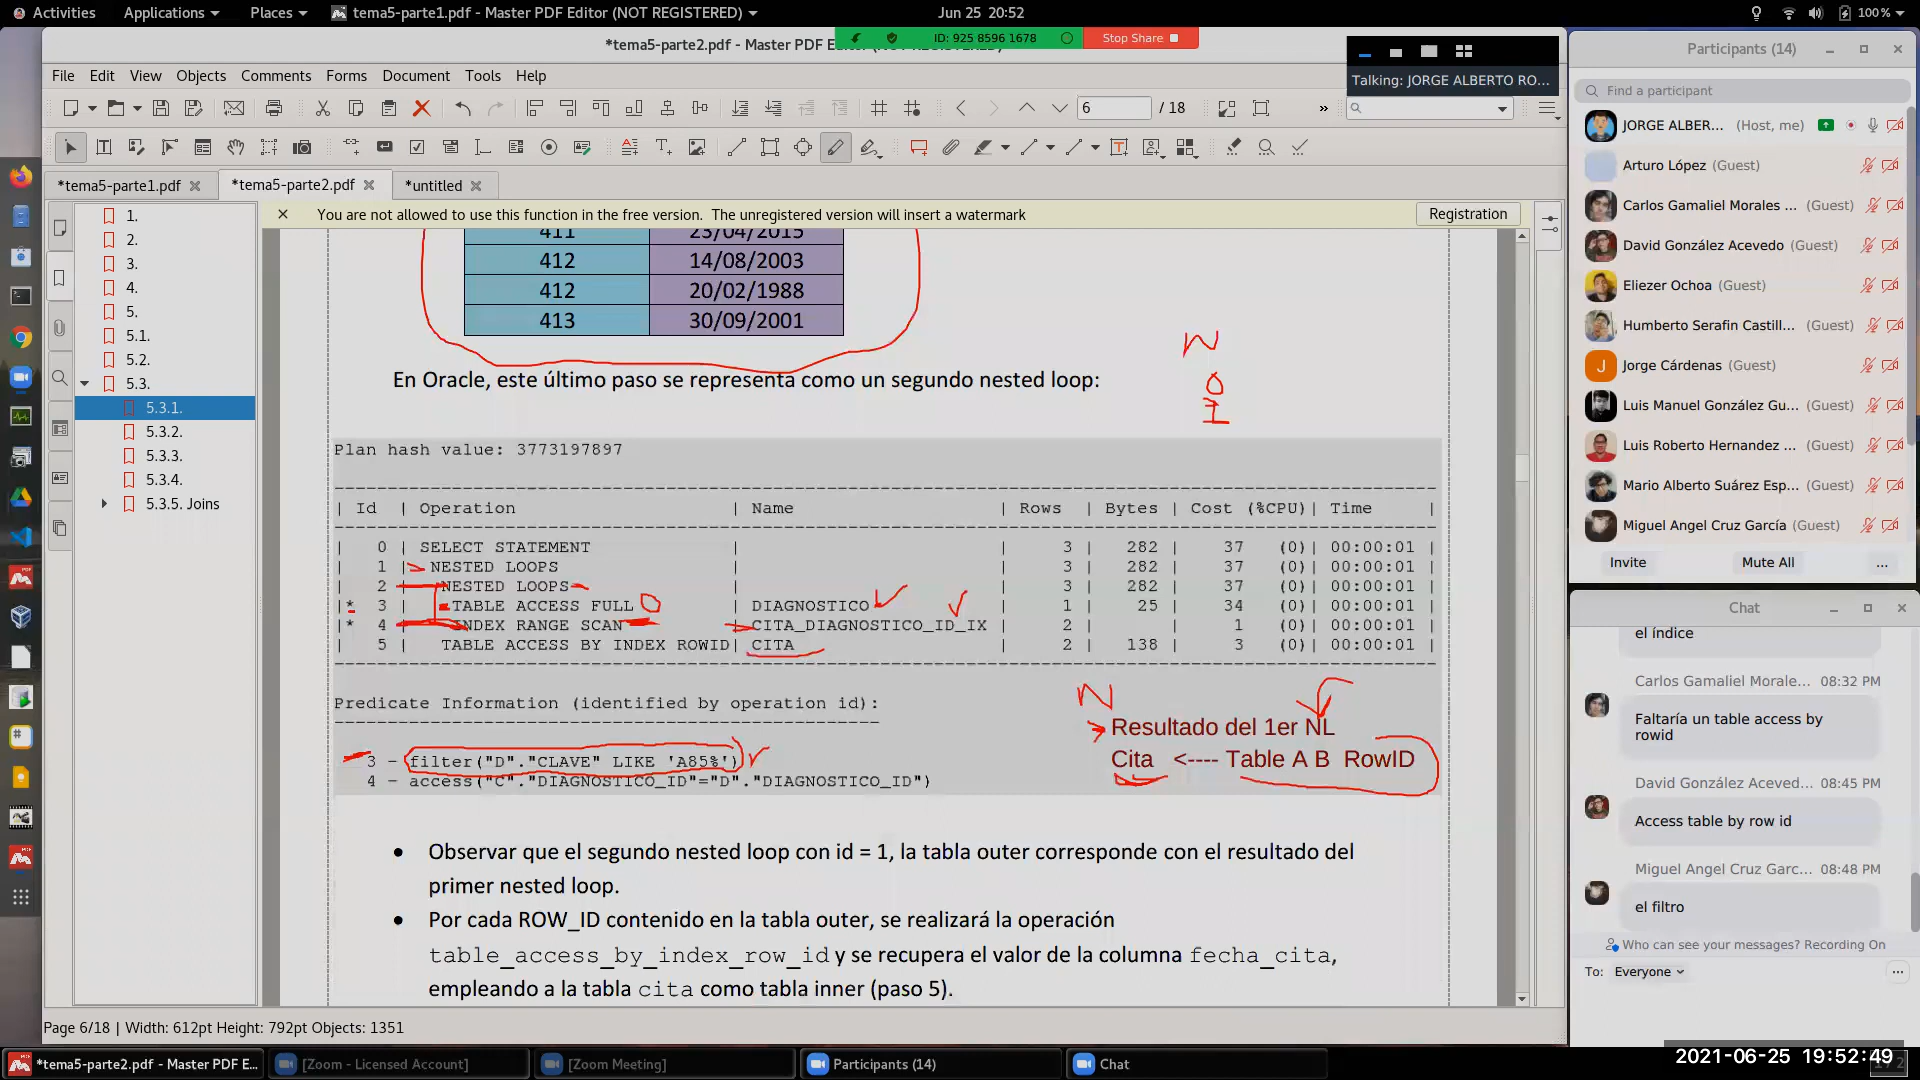 Activities Applications Places tema5-parte1.pdf - Master PDF Editor (NOT REGISTERED) Jun 25 20:52 100%
*tema5-parte2.pdf - Master PDF Editor
ID: 925 8596 1678 Stop Share
Talking: JORGE ALBERTO RO...
File Edit View Objects Comments Forms Document Tools Help
6 / 18 »
*tema5-parte1.pdf *tema5-parte2.pdf *untitled
You are not allowed to use this function in the free version. The unregistered version will insert a watermark Registration
1.
2.
3.
4.
5.
5.1.
5.2.
5.3.
5.3.1.
5.3.2.
5.3.3.
5.3.4.
5.3.5. Joins
411 23/04/2015
412 14/08/2003
412 20/02/1988
413 30/09/2001
N
O
I
En Oracle, este último paso se representa como un segundo nested loop:
Plan hash value: 3773197897
| Id | Operation | Name | Rows | Bytes | Cost (%CPU)| Time |
| 0 | SELECT STATEMENT | | 3 | 282 | 37 (0)| 00:00:01 |
| 1 | NESTED LOOPS | | 3 | 282 | 37 (0)| 00:00:01 |
| 2 | NESTED LOOPS | | 3 | 282 | 37 (0)| 00:00:01 |
|* 3 | TABLE ACCESS FULL O | DIAGNOSTICO | 1 | 25 | 34 (0)| 00:00:01 |
|* 4 | INDEX RANGE SCAN | CITA_DIAGNOSTICO_ID_IX | 2 | | 1 (0)| 00:00:01 |
| 5 | TABLE ACCESS BY INDEX ROWID| CITA | 2 | 138 | 3 (0)| 00:00:01 |
Predicate Information (identified by operation id):
N
Resultado del 1er NL
Cita <---- Table A B RowID
3 - filter("D"."CLAVE" LIKE 'A85%')
4 - access("C"."DIAGNOSTICO_ID"="D"."DIAGNOSTICO_ID")
• Observar que el segundo nested loop con id = 1, la tabla outer corresponde con el resultado del
primer nested loop.
• Por cada ROW_ID contenido en la tabla outer, se realizará la operación
table_access_by_index_row_id y se recupera el valor de la columna fecha_cita,
empleando a la tabla cita como tabla inner (paso 5).
Page 6/18 | Width: 612pt Height: 792pt Objects: 1351
Participants (14)
Find a participant
JORGE ALBER... (Host, me)
Arturo López (Guest)
Carlos Gamaliel Morales ... (Guest)
David González Acevedo (Guest)
Eliezer Ochoa (Guest)
Humberto Serafin Castill... (Guest)
J Jorge Cárdenas (Guest)
Luis Manuel González Gu... (Guest)
Luis Roberto Hernandez ... (Guest)
Mario Alberto Suárez Esp... (Guest)
Miguel Angel Cruz García (Guest)
Invite Mute All ...
Chat
el índice
Carlos Gamaliel Morale... 08:32 PM
Faltaría un table access by
rowid
David González Aceved... 08:45 PM
Access table by row id
Miguel Angel Cruz Garc... 08:48 PM
el filtro
Who can see your messages? Recording On
To: Everyone
*tema5-parte2.pdf - Master PDF E... [Zoom - Licensed Account] [Zoom Meeting] Participants (14) Chat
2021-06-25 19:52:49